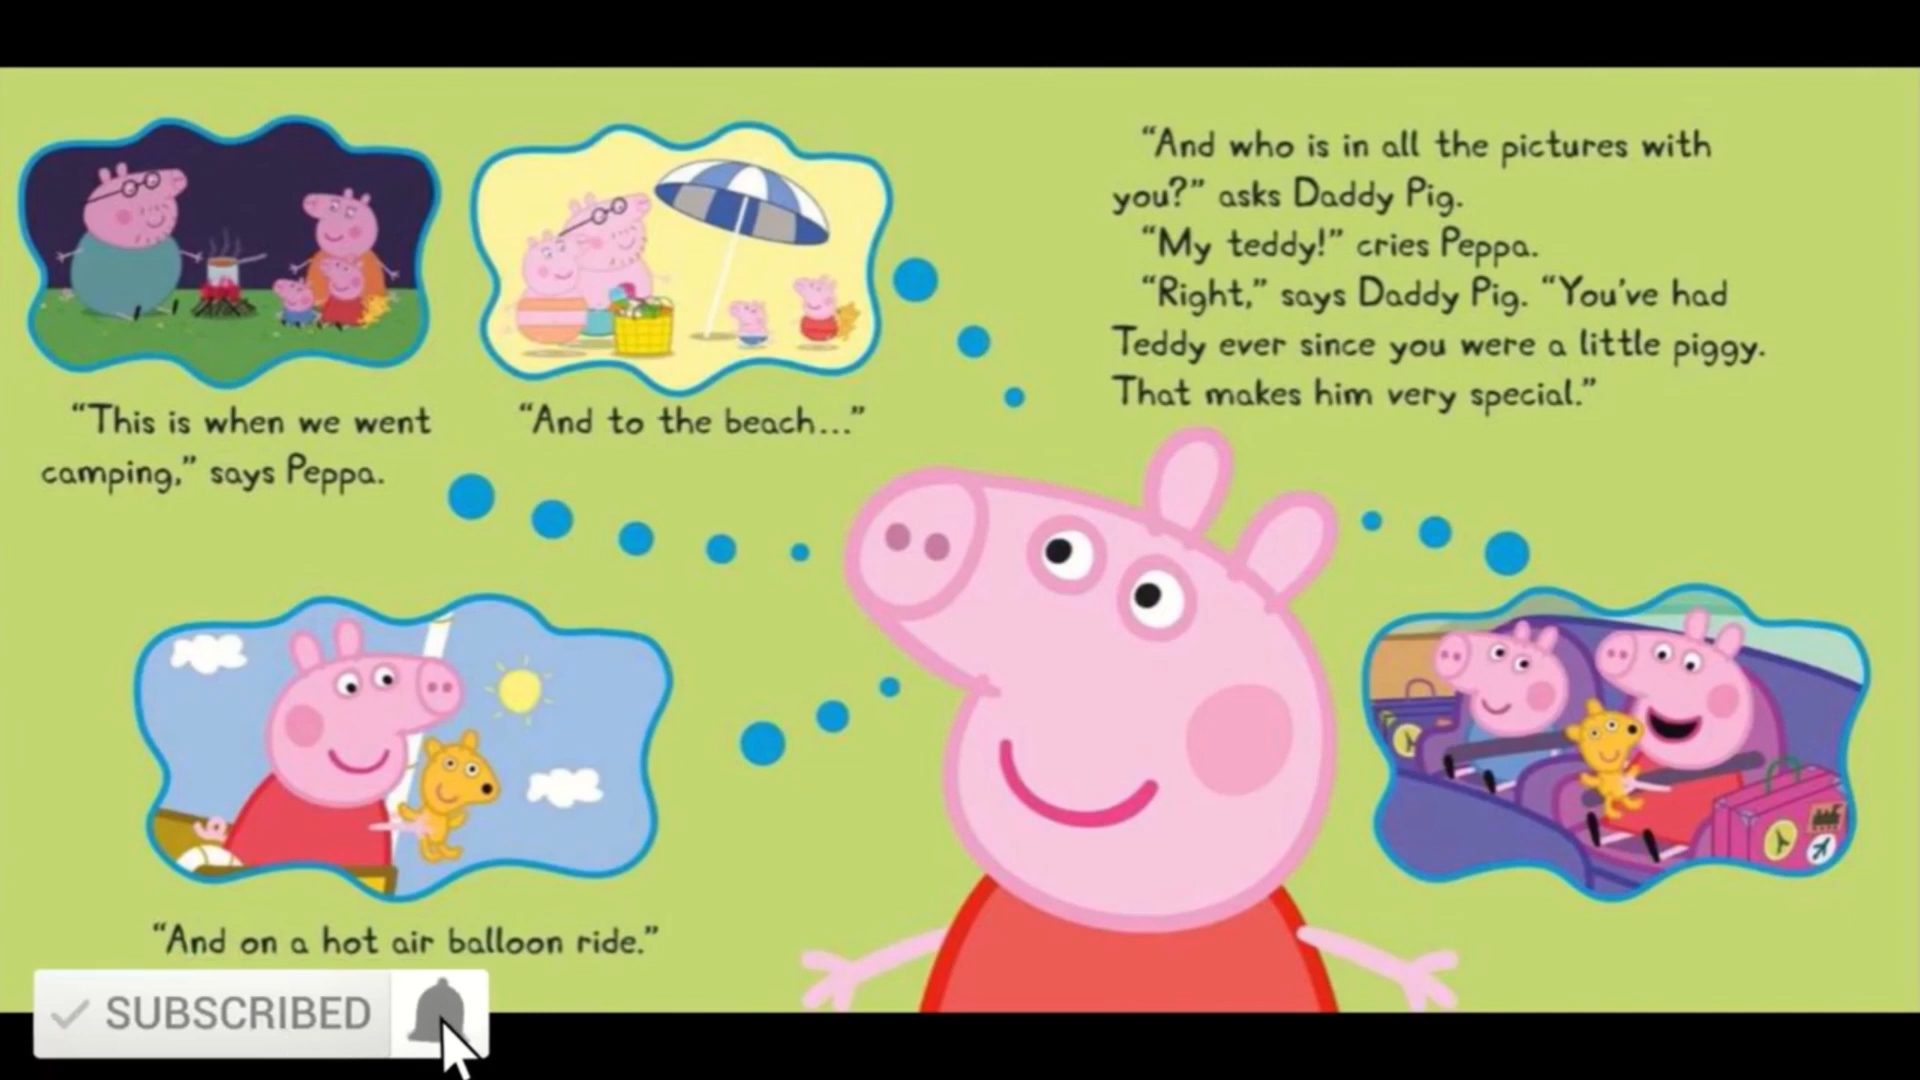 “This is when we went
camping,” says Peppa.
“And to the beach...”
“And who is in all the pictures with
you?” asks Daddy Pig.
“My teddy!” cries Peppa.
“Right,” says Daddy Pig. “You’ve had
Teddy ever since you were a little piggy.
That makes him very special.”
“And on a hot air balloon ride.”
SUBSCRIBED